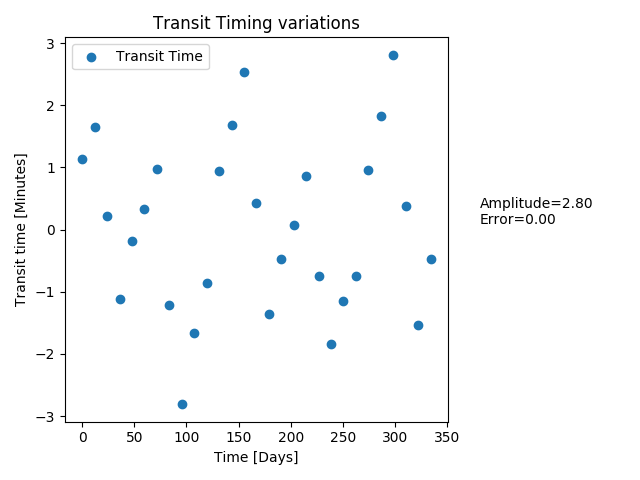 Transit Timing variations
Transit Time
3
2
1
0
−1
−2
−3
Transit time [Minutes]
0 50 100 150 200 250 300 350
Time [Days]
Amplitude=2.80
Error=0.00